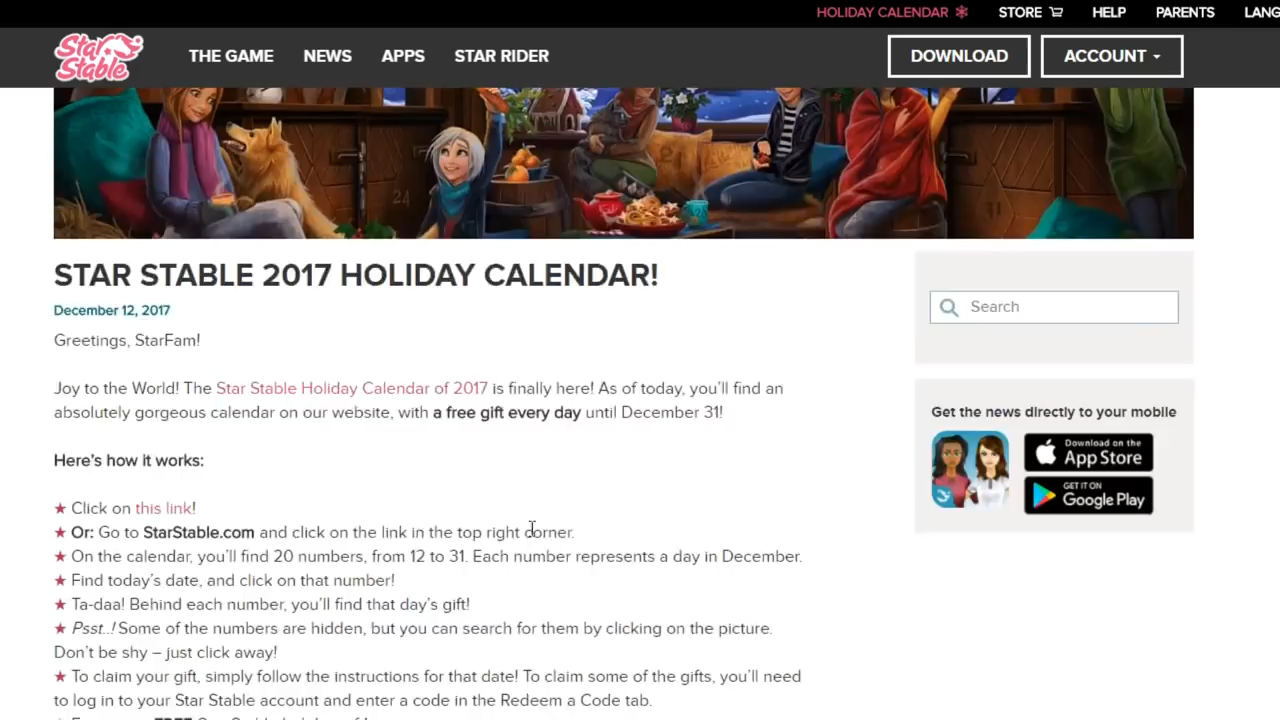 HOLIDAY CALENDAR STORE HELP PARENTS LANG
Star Stable THE GAME NEWS APPS STAR RIDER DOWNLOAD ACCOUNT
24
STAR STABLE 2017 HOLIDAY CALENDAR!
December 12, 2017
Greetings, StarFam!
Search
Joy to the World! The Star Stable Holiday Calendar of 2017 is finally here! As of today, you'll find an
absolutely gorgeous calendar on our website, with a free gift every day until December 31!
Get the news directly to your mobile
Download on the
App Store
GET IT ON
Google Play
Here's how it works:
★ Click on this link!
★ Or: Go to StarStable.com and click on the link in the top right corner.
★ On the calendar, you'll find 20 numbers, from 12 to 31. Each number represents a day in December.
★ Find today's date, and click on that number!
★ Ta-daa! Behind each number, you'll find that day's gift!
★ Psst..! Some of the numbers are hidden, but you can search for them by clicking on the picture.
Don't be shy – just click away!
★ To claim your gift, simply follow the instructions for that date! To claim some of the gifts, you'll need
to log in to your Star Stable account and enter a code in the Redeem a Code tab.